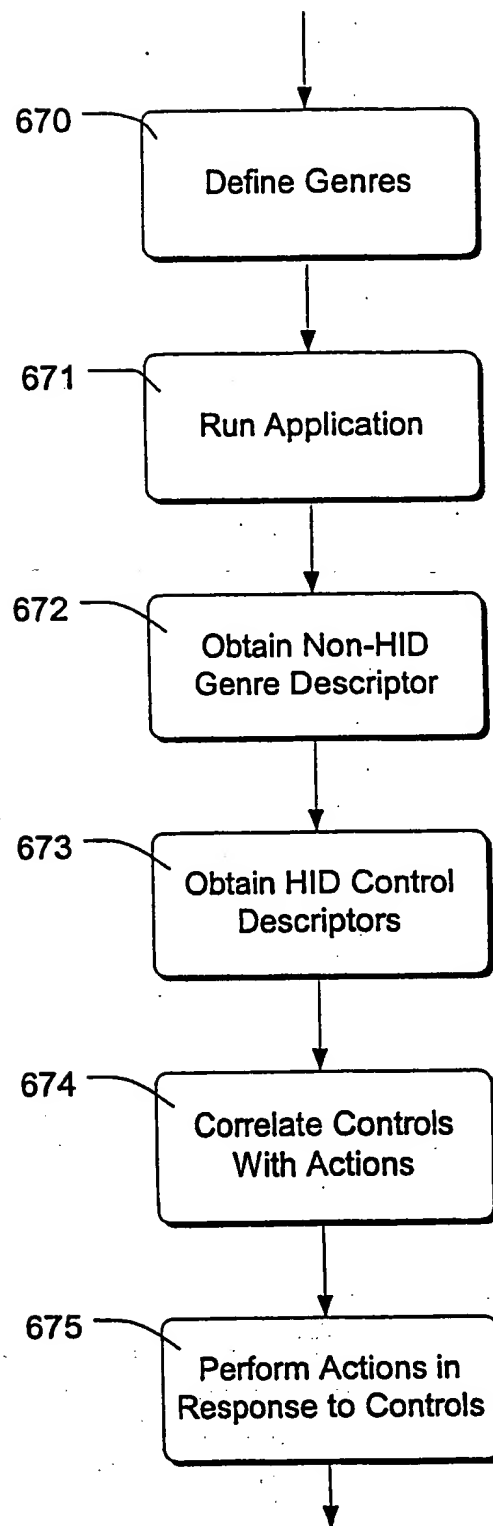 670
Define Genres
671
Run Application
672
Obtain Non-HID
Genre Descriptor
673
Obtain HID Control
Descriptors
674
Correlate Controls
With Actions
675
Perform Actions in
Response to Controls